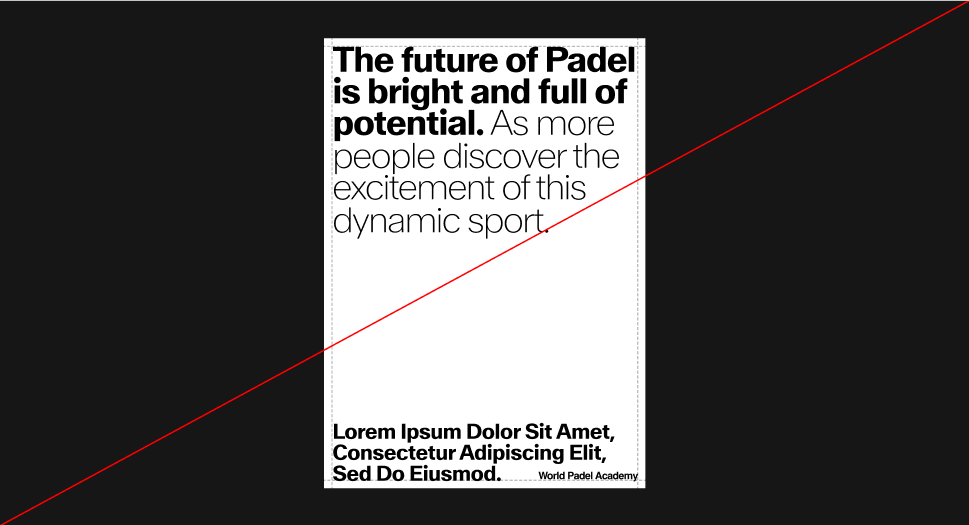 The future of Padel
is bright and full of
potential. As more
people discover the
excitement of this
dynamic sport.
Lorem Ipsum Dolor Sit Amet,
Consectetur Adipiscing Elit,
Sed Do Eiusmod.
World Padel Academy